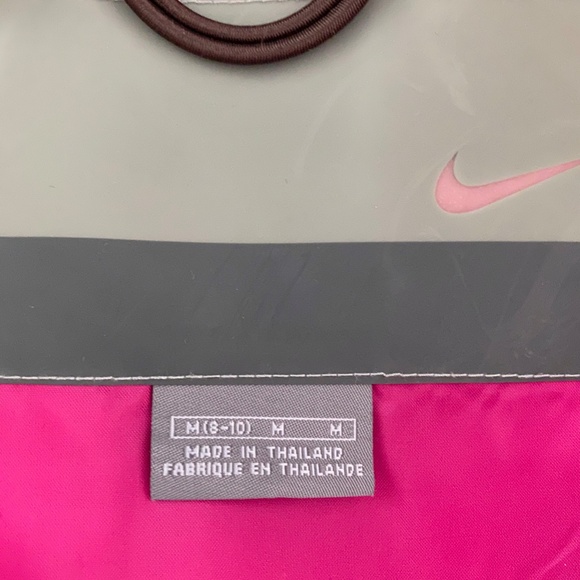 M (8-10) M M
MADE IN THAILAND
FABRIQUE EN THAILANDE